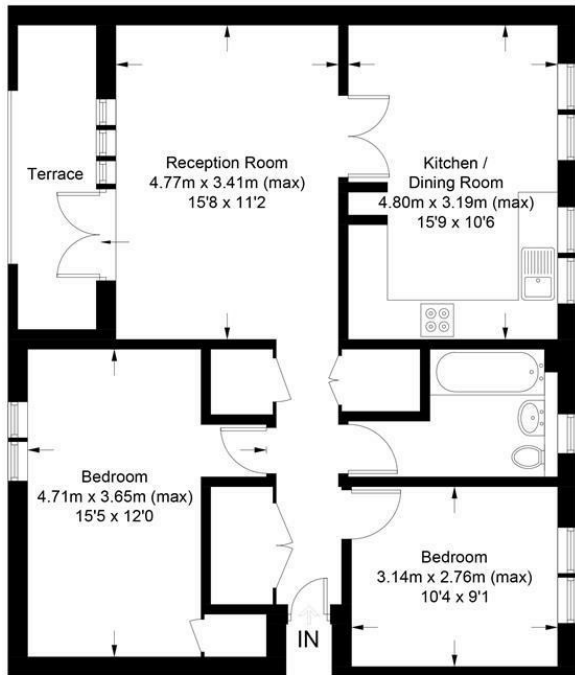 Terrace
Reception Room
4.77m x 3.41m (max)
15'8 x 11'2
Kitchen /
Dining Room
4.80m x 3.19m (max)
15'9 x 10'6
Bedroom
4.71m x 3.65m (max)
15'5 x 12'0
Bedroom
3.14m x 2.76m (max)
10'4 x 9'1
IN